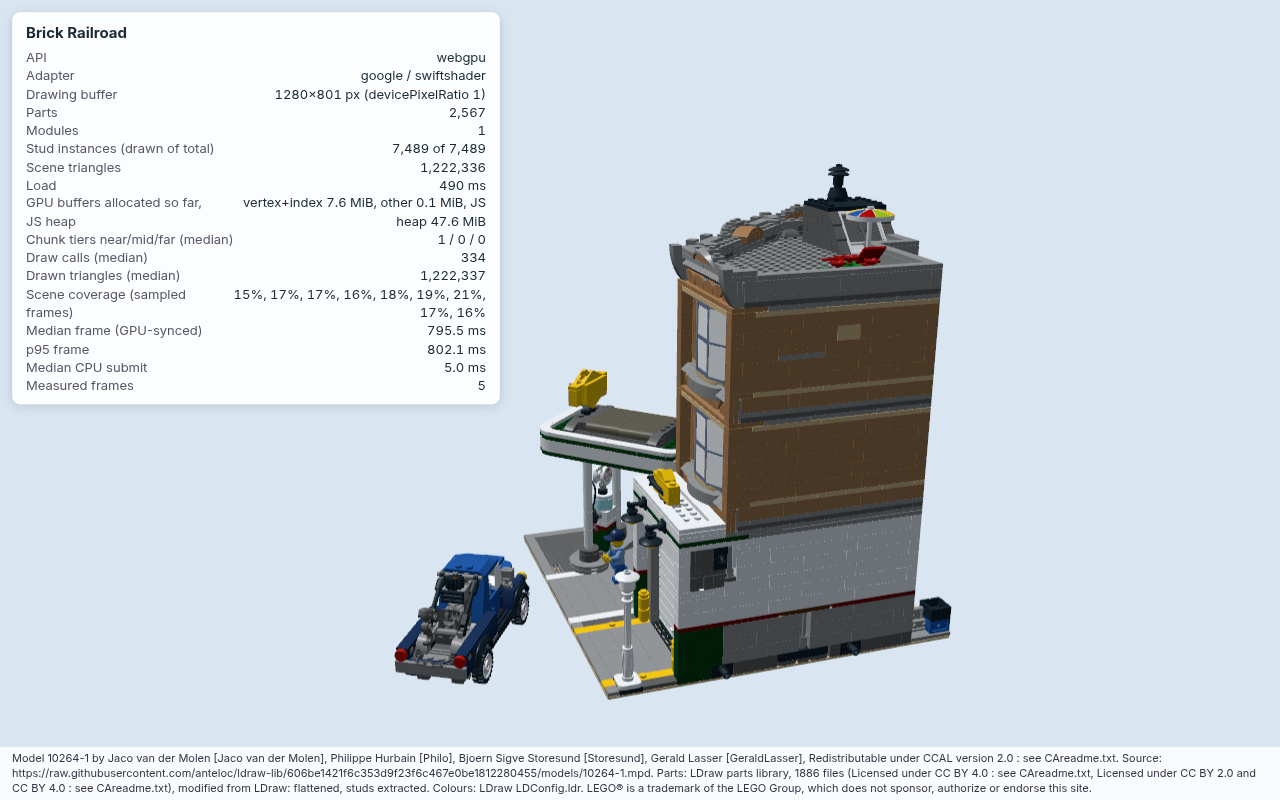 Brick Railroad
API webgpu
Adapter google / swiftshader
Drawing buffer 1280×801 px (devicePixelRatio 1)
Parts 2,567
Modules 1
Stud instances (drawn of total) 7,489 of 7,489
Scene triangles 1,222,336
Load 490 ms
GPU buffers allocated so far, vertex+index 7.6 MiB, other 0.1 MiB, JS
JS heap heap 47.6 MiB
Chunk tiers near/mid/far (median) 1 / 0 / 0
Draw calls (median) 334
Drawn triangles (median) 1,222,337
Scene coverage (sampled 15%, 17%, 17%, 16%, 18%, 19%, 21%,
frames) 17%, 16%
Median frame (GPU-synced) 795.5 ms
p95 frame 802.1 ms
Median CPU submit 5.0 ms
Measured frames 5
Model 10264-1 by Jaco van der Molen [Jaco van der Molen], Philippe Hurbain [Philo], Bjoern Sigve Storesund [Storesund], Gerald Lasser [GeraldLasser], Redistributable under CCAL version 2.0 : see CAreadme.txt. Source:
https://raw.githubusercontent.com/anteloc/ldraw-lib/606be1421f6c353d9f23f6c467e0be1812280455/models/10264-1.mpd. Parts: LDraw parts library, 1886 files (Licensed under CC BY 4.0 : see CAreadme.txt, Licensed under CC BY 2.0 and
CC BY 4.0 : see CAreadme.txt), modified from LDraw: flattened, studs extracted. Colours: LDraw LDConfig.ldr. LEGO® is a trademark of the LEGO Group, which does not sponsor, authorize or endorse this site.